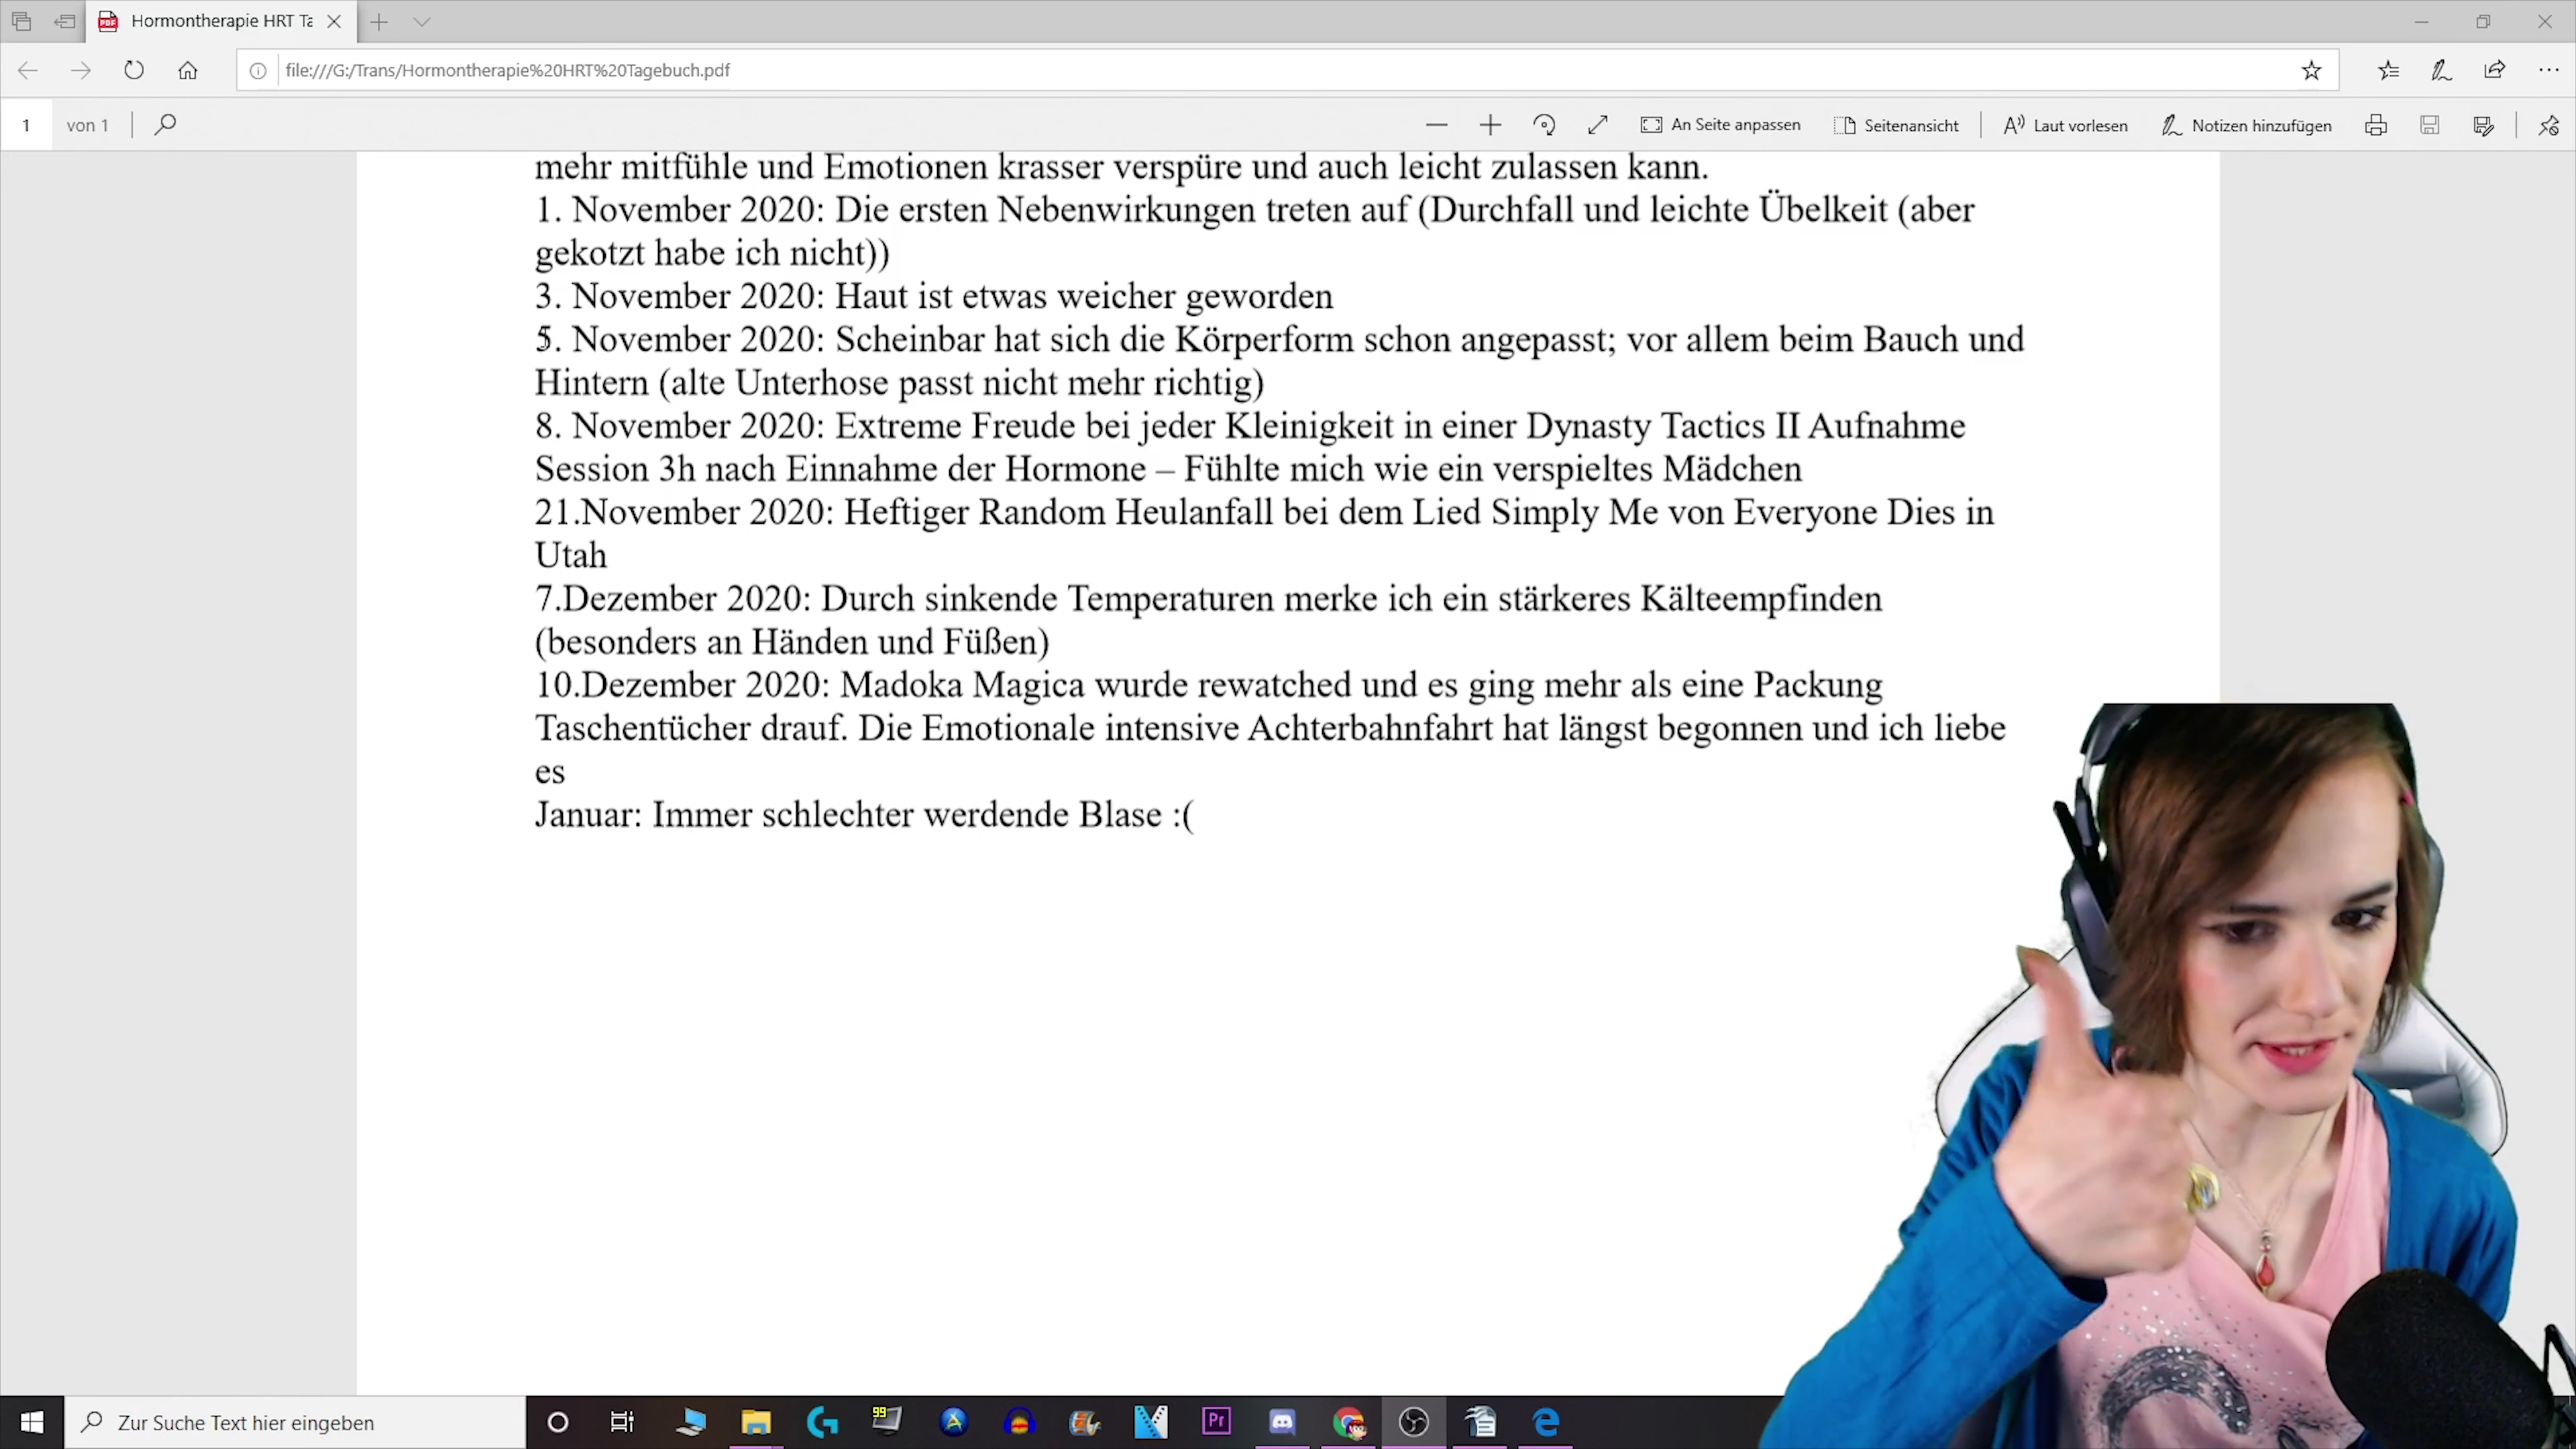 Hormontherapie HRT Ta
file:///G:/Trans/Hormontherapie%20HRT%20Tagebuch.pdf
1 von 1 An Seite anpassen Seitenansicht Laut vorlesen Notizen hinzufügen
mehr mitfühle und Emotionen krasser verspüre und auch leicht zulassen kann.
1. November 2020: Die ersten Nebenwirkungen treten auf (Durchfall und leichte Übelkeit (aber
gekotzt habe ich nicht))
3. November 2020: Haut ist etwas weicher geworden
5. November 2020: Scheinbar hat sich die Körperform schon angepasst; vor allem beim Bauch und
Hintern (alte Unterhose passt nicht mehr richtig)
8. November 2020: Extreme Freude bei jeder Kleinigkeit in einer Dynasty Tactics II Aufnahme
Session 3h nach Einnahme der Hormone – Fühlte mich wie ein verspieltes Mädchen
21.November 2020: Heftiger Random Heulanfall bei dem Lied Simply Me von Everyone Dies in
Utah
7.Dezember 2020: Durch sinkende Temperaturen merke ich ein stärkeres Kälteempfinden
(besonders an Händen und Füßen)
10.Dezember 2020: Madoka Magica wurde rewatched und es ging mehr als eine Packung
Taschentücher drauf. Die Emotionale intensive Achterbahnfahrt hat längst begonnen und ich liebe
es
Januar: Immer schlechter werdende Blase :(
Zur Suche Text hier eingeben 99 Pr